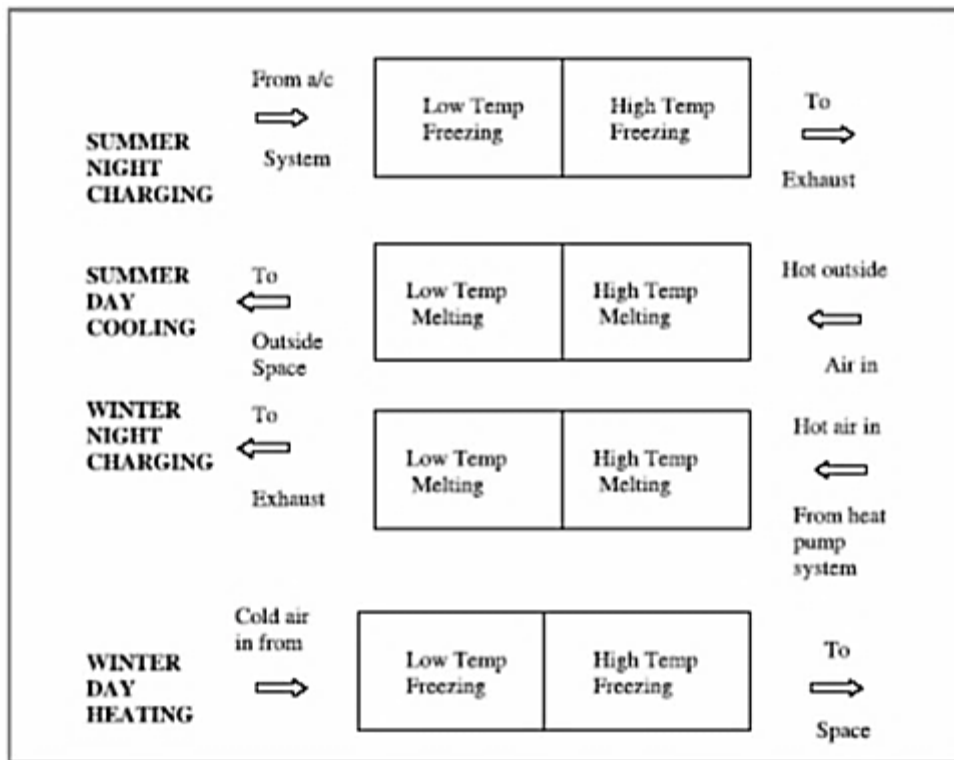 From a/c
System
SUMMER
NIGHT
CHARGING
Low Temp
Freezing
High Temp
Freezing
To
Exhaust
SUMMER
DAY
COOLING
To
Outside
Space
Low Temp
Melting
High Temp
Melting
Hot outside
Air in
WINTER
NIGHT
CHARGING
To
Exhaust
Low Temp
Melting
High Temp
Melting
Hot air in
From heat
pump
system
WINTER
DAY
HEATING
Cold air
in from
Low Temp
Freezing
High Temp
Freezing
To
Space